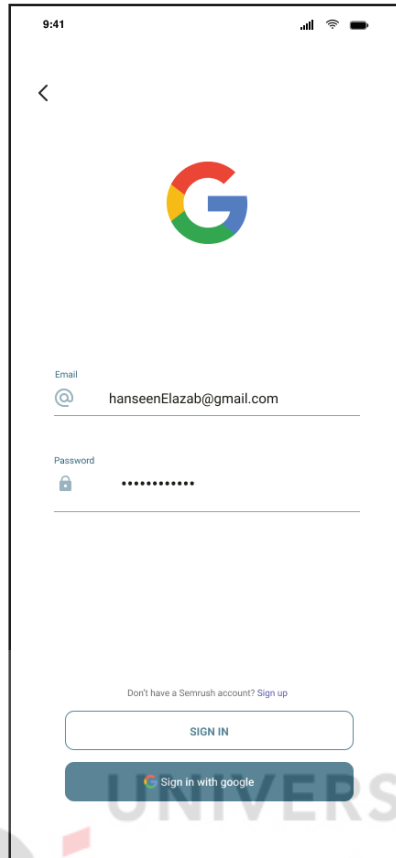 9:41
Email
hanseenElazab@gmail.com
Password
••••••••••••
Don't have a Semrush account? Sign up
SIGN IN
Sign in with google
UNIVERS